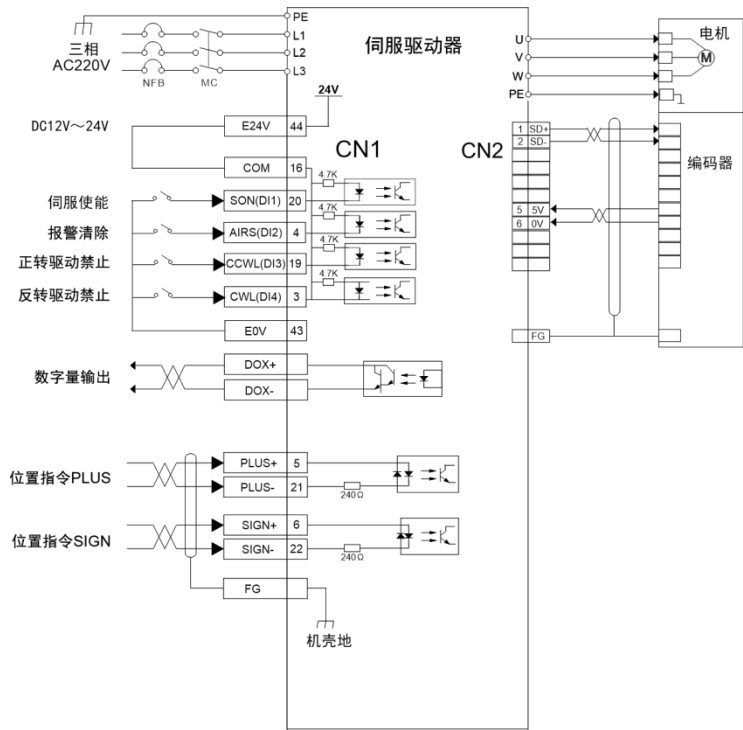 PE
三相
AC220V
L1
L2
L3
NFB
MC
伺服驱动器
U
V
W
PE
电机
M
24V
DC12V～24V
E24V 44
CN1
CN2
COM 16
4.7K
伺服使能
SON(DI1) 20
4.7K
报警清除
AIRS(DI2) 4
4.7K
正转驱动禁止
CCWL(DI3) 19
4.7K
反转驱动禁止
CWL(DI4) 3
E0V 43
1 SD+
2 SD-
5 5V
6 0V
FG
编码器
数字量输出
DOX+
DOX-
位置指令PLUS
PLUS+ 5
PLUS- 21
240Ω
位置指令SIGN
SIGN+ 6
SIGN- 22
240Ω
FG
机壳地